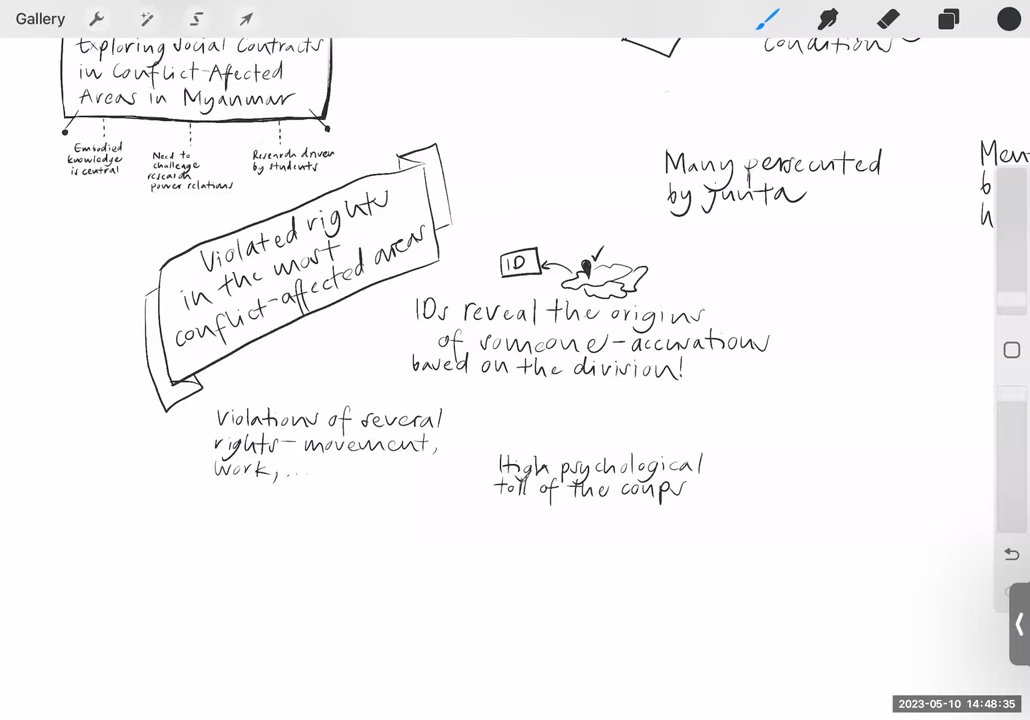 Gallery
Exploring Social Contracts
in Conflict-Affected
Areas in Myanmar
condition
Embodied
knowledge
is central
Need to
challenge
research
power relations
Research driven
by students
Many persecuted
by junta
Men
b
h
Violated rights
in the most
conflict-affected areas
ID
IDs reveal the origins
of someone - accusations
based on the division!
Violations of several
rights - movement,
work, ...
High psychological
toll of the coups
2023-05-10 14:48:35